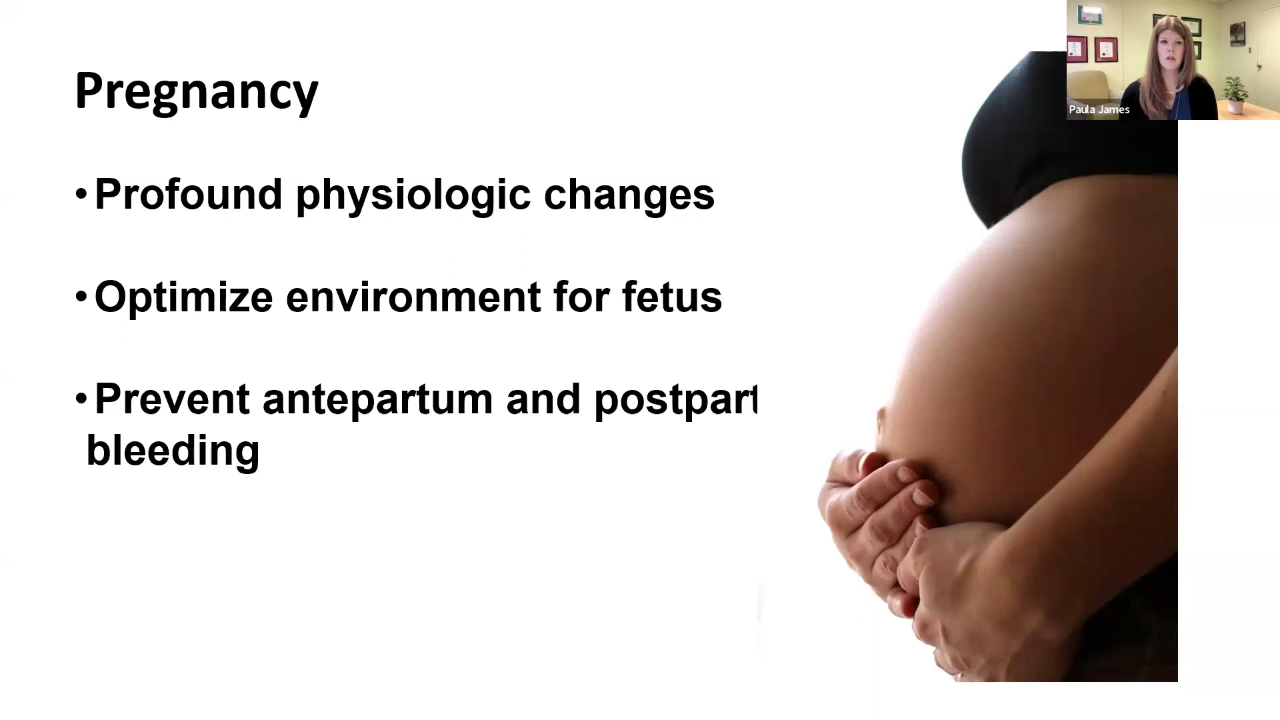 Pregnancy
Paula James
• Profound physiologic changes
• Optimize environment for fetus
• Prevent antepartum and postpart
bleeding